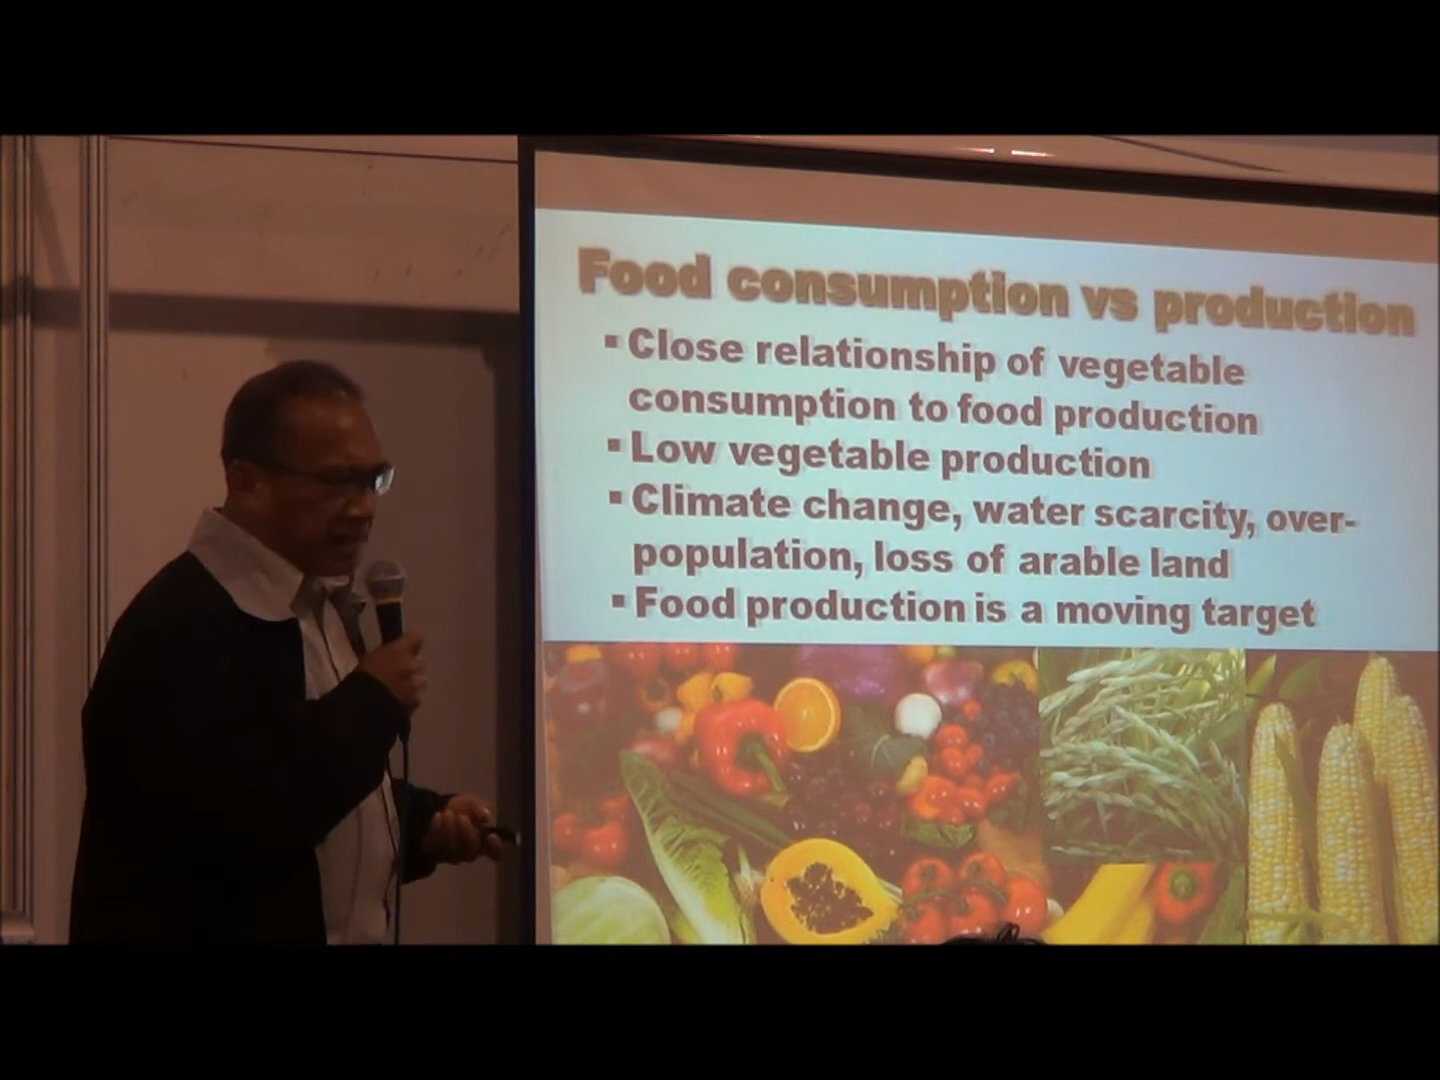 Food consumption vs production
▪ Close relationship of vegetable
consumption to food production
▪ Low vegetable production
▪ Climate change, water scarcity, over-
population, loss of arable land
▪ Food production is a moving target